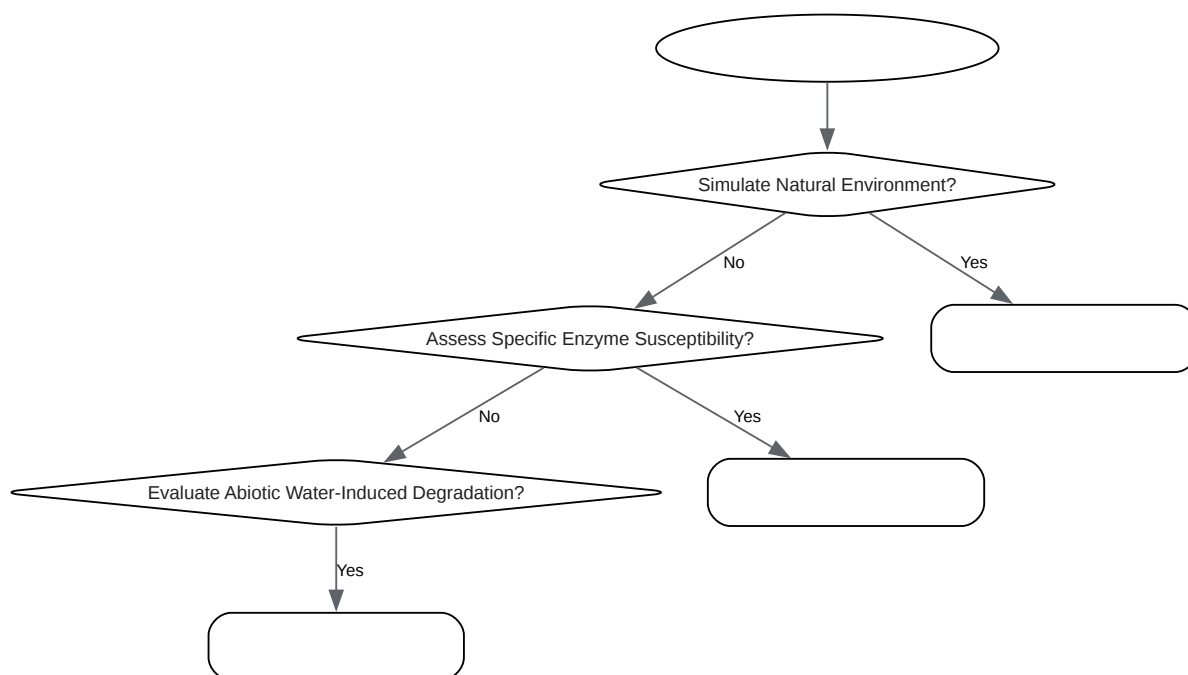 Simulate Natural Environment?
No
Yes
Assess Specific Enzyme Susceptibility?
No
Yes
Evaluate Abiotic Water-Induced Degradation?
Yes